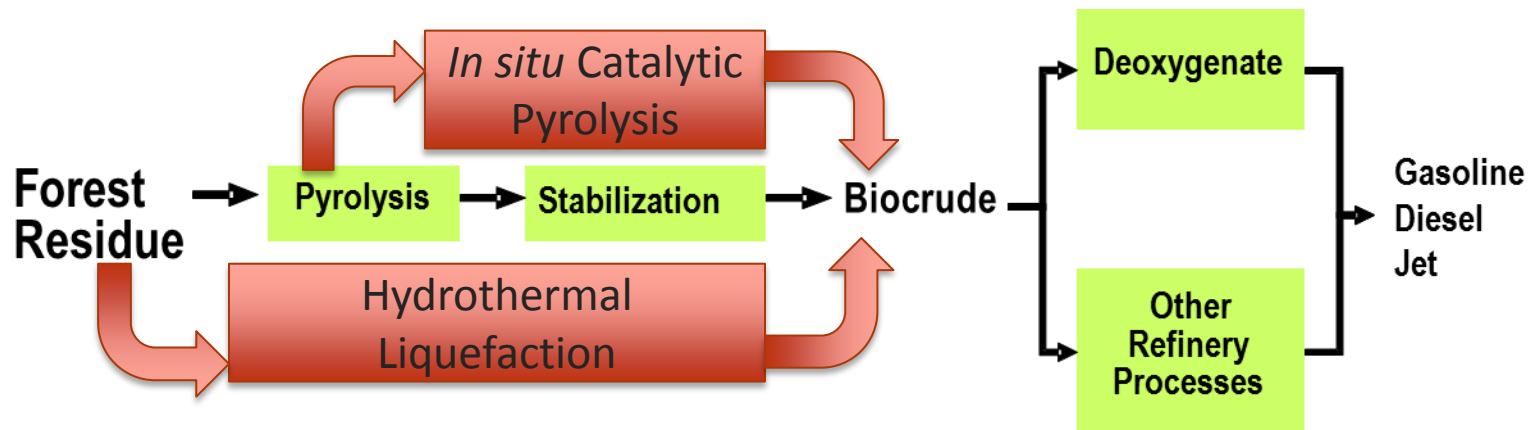 In situ Catalytic
Pyrolysis
Deoxygenate
Forest
Residue
Pyrolysis
Stabilization
Biocrude
Gasoline
Diesel
Jet
Hydrothermal
Liquefaction
Other
Refinery
Processes